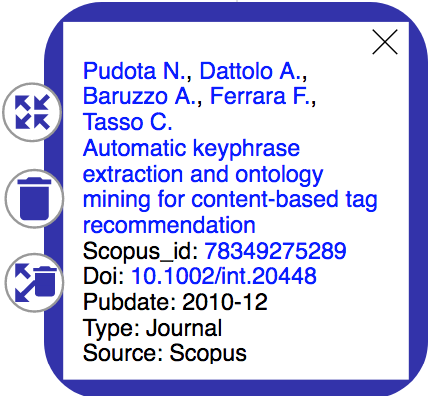 Pudota N., Dattolo A.,
Baruzzo A., Ferrara F.,
Tasso C.
Automatic keyphrase
extraction and ontology
mining for content-based tag
recommendation
Scopus_id: 78349275289
Doi: 10.1002/int.20448
Pubdate: 2010-12
Type: Journal
Source: Scopus